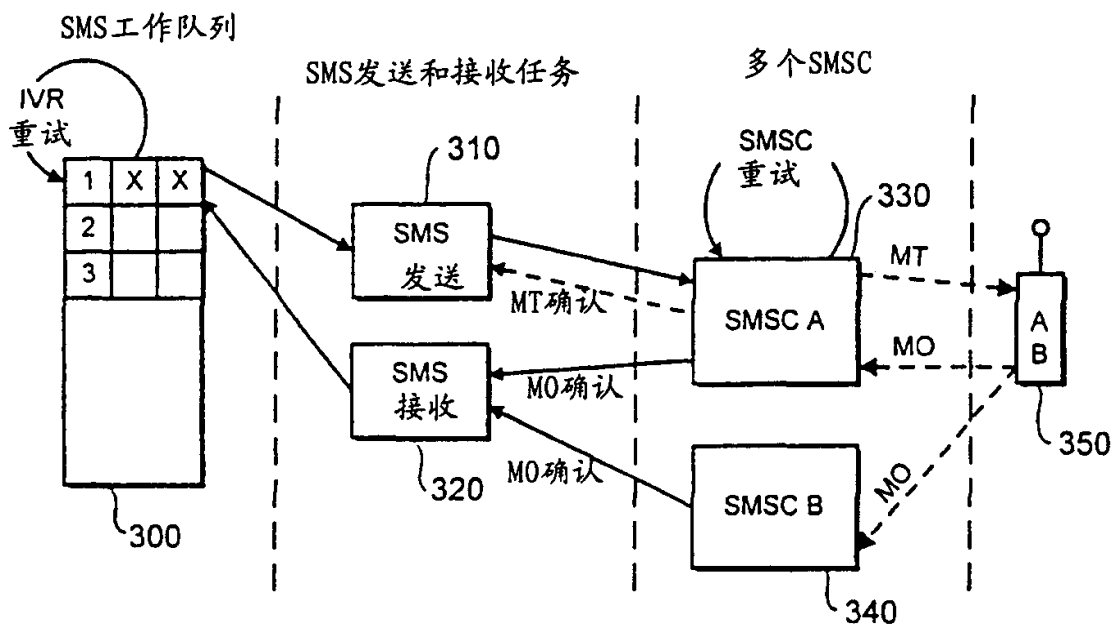 SMS工作队列
SMS发送和接收任务
多个SMSC
IVR
重试
1 X X
2
3
300
310
SMS
发送
MT确认
SMS
接收
320
MO确认
MO确认
SMSC
重试
330
SMSC A
SMSC B
340
MT
MO
MO
A
B
350